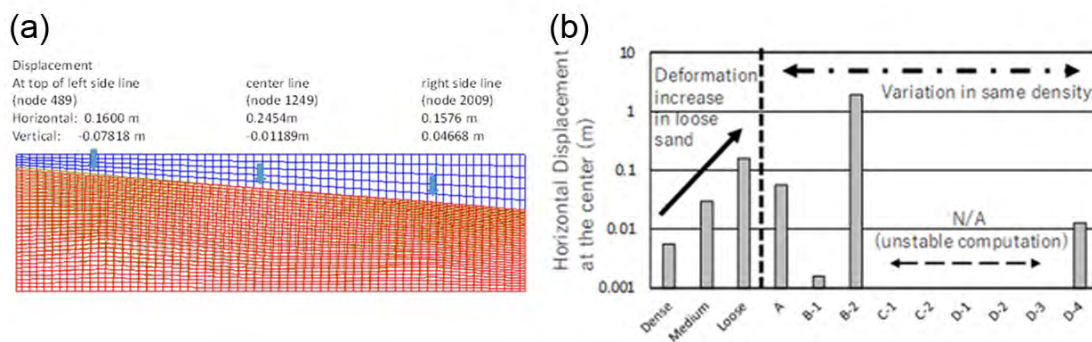 (a)
Displacement
At top of left side line center line right side line
(node 489) (node 1249) (node 2009)
Horizontal: 0.1600 m 0.2454m 0.1576 m
Vertical: -0.07818 m -0.01189m 0.04668 m
(b)
Horizontal Displacement
at the center (m)
10
1
0.1
0.01
0.001
Deformation
increase
in loose
sand
Variation in same density
N/A
(unstable computation)
Dense
Medium
Loose
A
B-1
B-2
C-1
C-2
D-1
D-2
D-3
D-4